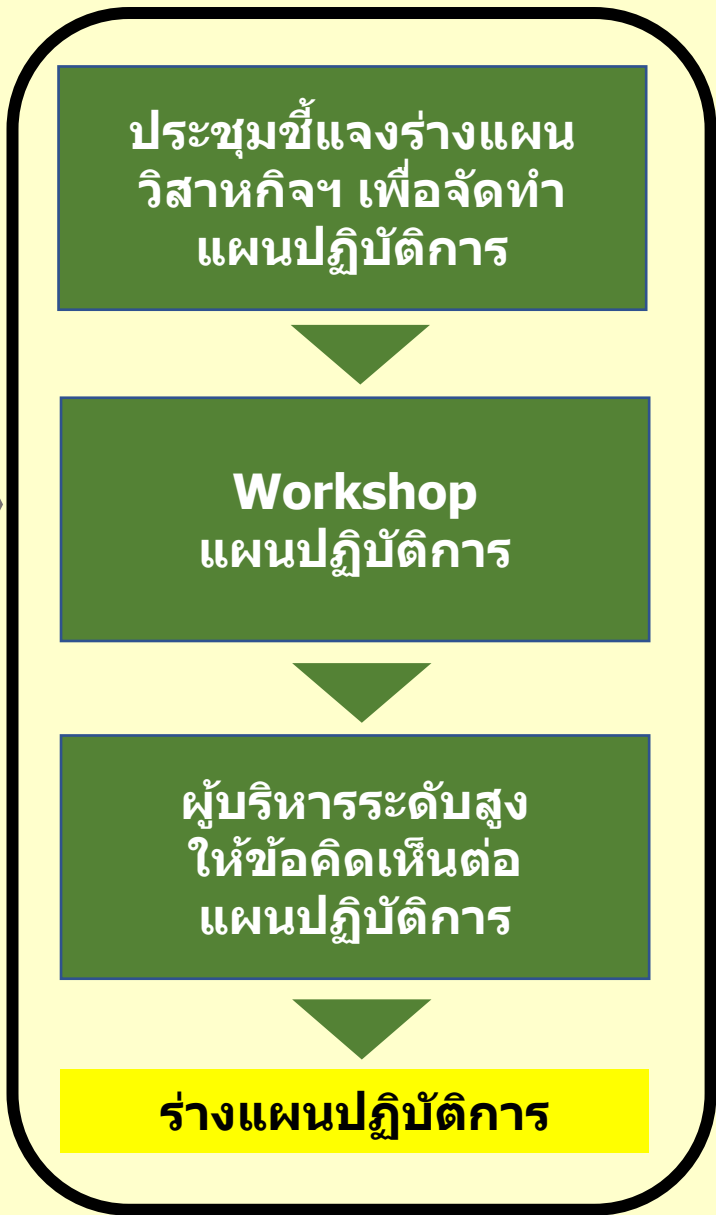 ประชุมชี้แจงร่างแผน
วิสาหกิจฯ เพื่อจัดทำ
แผนปฏิบัติการ
Workshop
แผนปฏิบัติการ
ผู้บริหารระดับสูง
ให้ข้อคิดเห็นต่อ
แผนปฏิบัติการ
ร่างแผนปฏิบัติการ